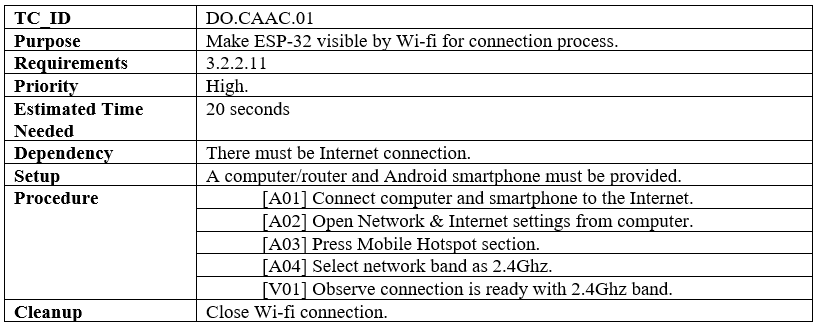 TC_ID DO.CAAC.01
Purpose Make ESP-32 visible by Wi-fi for connection process.
Requirements 3.2.2.11
Priority High.
Estimated Time Needed 20 seconds
Dependency There must be Internet connection.
Setup A computer/router and Android smartphone must be provided.
Procedure [A01] Connect computer and smartphone to the Internet.
[A02] Open Network & Internet settings from computer.
[A03] Press Mobile Hotspot section.
[A04] Select network band as 2.4Ghz.
[V01] Observe connection is ready with 2.4Ghz band.
Cleanup Close Wi-fi connection.